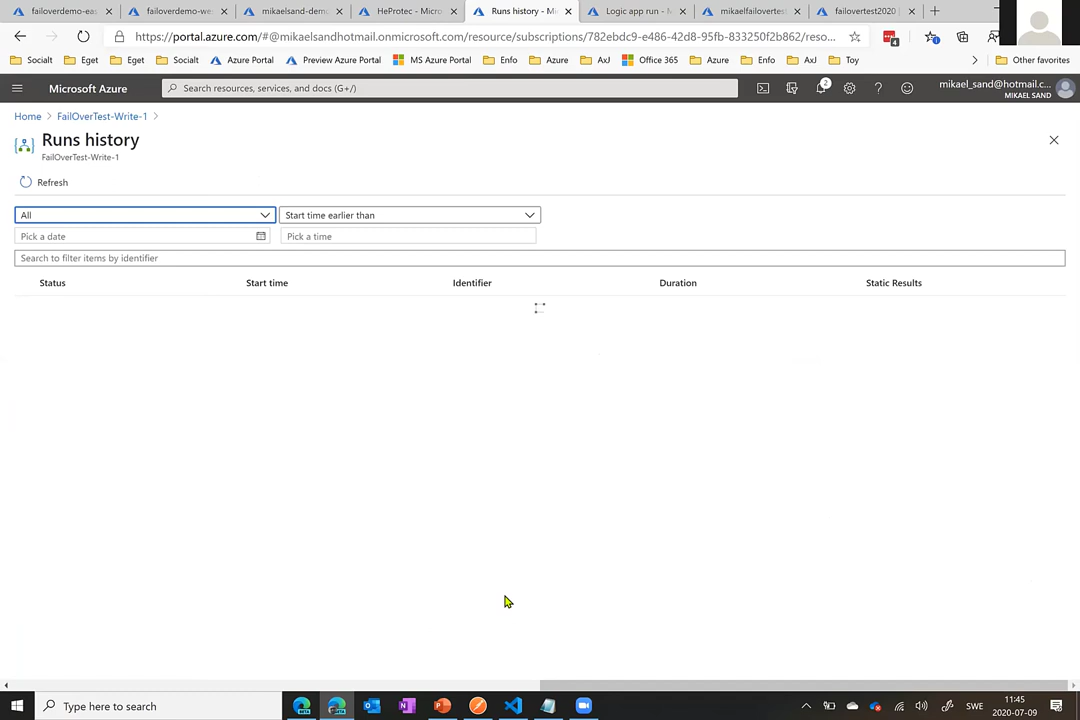 failoverdemo-eas
failoverdemo-we
mikaelsand-demo
HeProtec - Micro
Runs history - Mi
Logic app run - M
mikaelfailovertes
failovertest2020 |
https://portal.azure.com/#@mikaelsandhotmail.onmicrosoft.com/resource/subscriptions/782ebdc9-e486-42d8-95fb-833250f2b862/reso...
4
Socialt
Eget
Eget
Socialt
Azure Portal
Preview Azure Portal
MS Azure Portal
Enfo
Azure
AxJ
Office 365
Azure
Enfo
AxJ
Toy
Other favorites
Microsoft Azure
Search resources, services, and docs (G+/)
2
mikael_sand@hotmail.c...
MIKAEL SAND
Home > FailOverTest-Write-1 >
Runs history
FailOverTest-Write-1
Refresh
All
Start time earlier than
Pick a date
Pick a time
Search to filter items by identifier
Status
Start time
Identifier
Duration
Static Results
Type here to search
SWE
11:45
2020-07-09